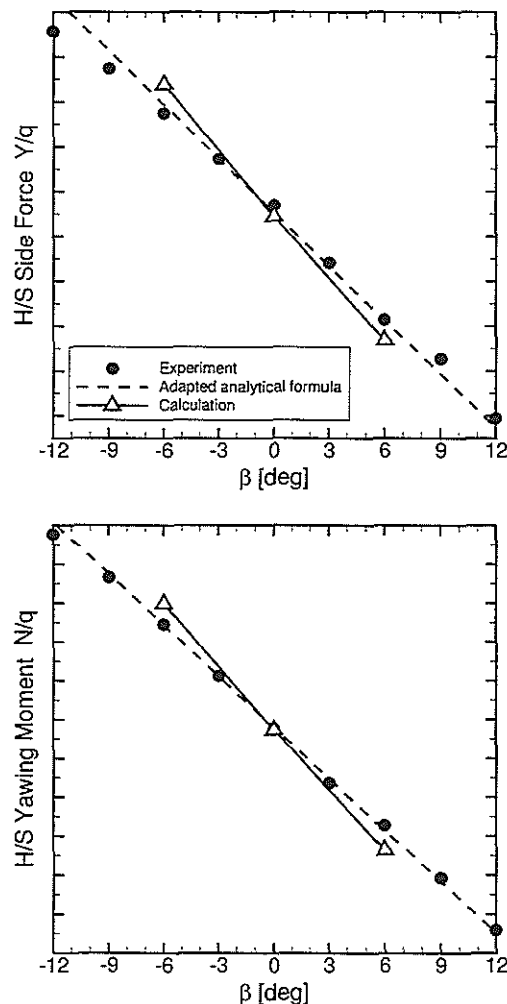 H/S Side Force Y/q
Experiment
Adapted analytical formula
Calculation
-12 -9 -6 -3 0 3 6 9 12
β [deg]
H/S Yawing Moment N/q
-12 -9 -6 -3 0 3 6 9 12
β [deg]